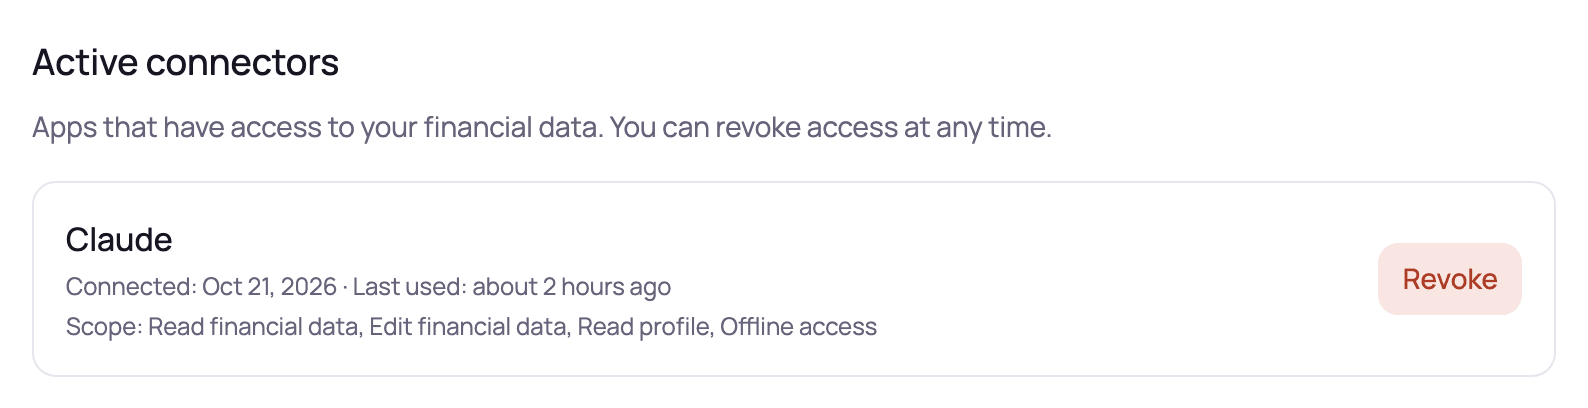 Active connectors
Apps that have access to your financial data. You can revoke access at any time.
Claude
Connected: Oct 21, 2026 · Last used: about 2 hours ago
Scope: Read financial data, Edit financial data, Read profile, Offline access
Revoke